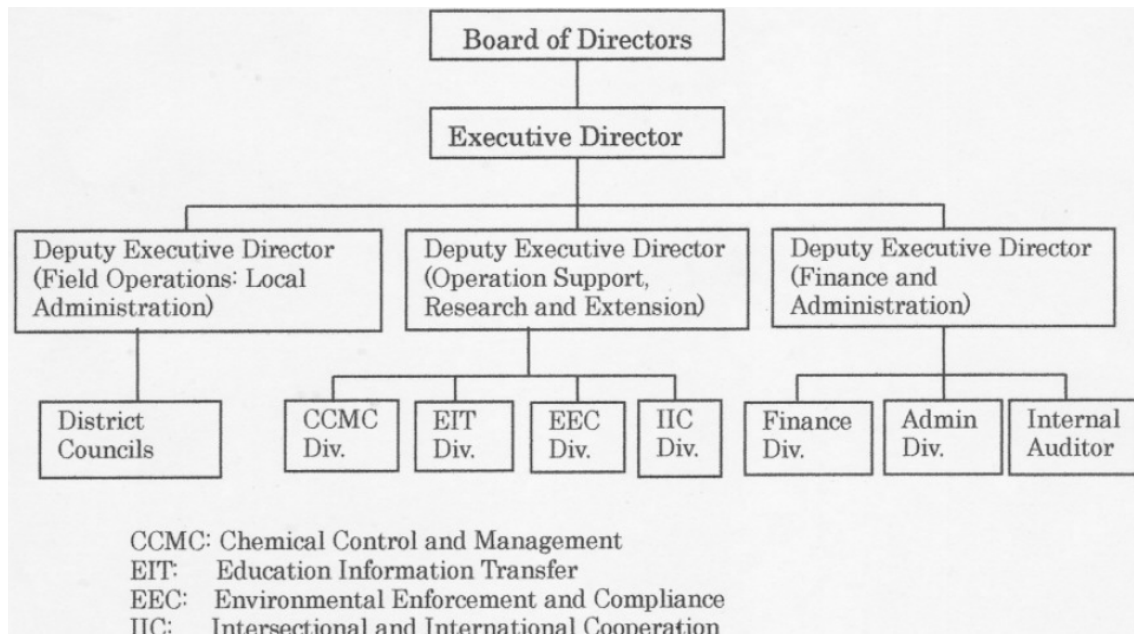 Board of Directors
Executive Director
Deputy Executive Director
(Field Operations: Local
Administration)
Deputy Executive Director
(Operation Support,
Research and Extension)
Deputy Executive Director
(Finance and
Administration)
District
Councils
CCMC
Div.
EIT
Div.
EEC
Div.
IIC
Div.
Finance
Div.
Admin
Div.
Internal
Auditor
CCMC: Chemical Control and Management
EIT: Education Information Transfer
EEC: Environmental Enforcement and Compliance
IIC: Intersectional and International Cooperation